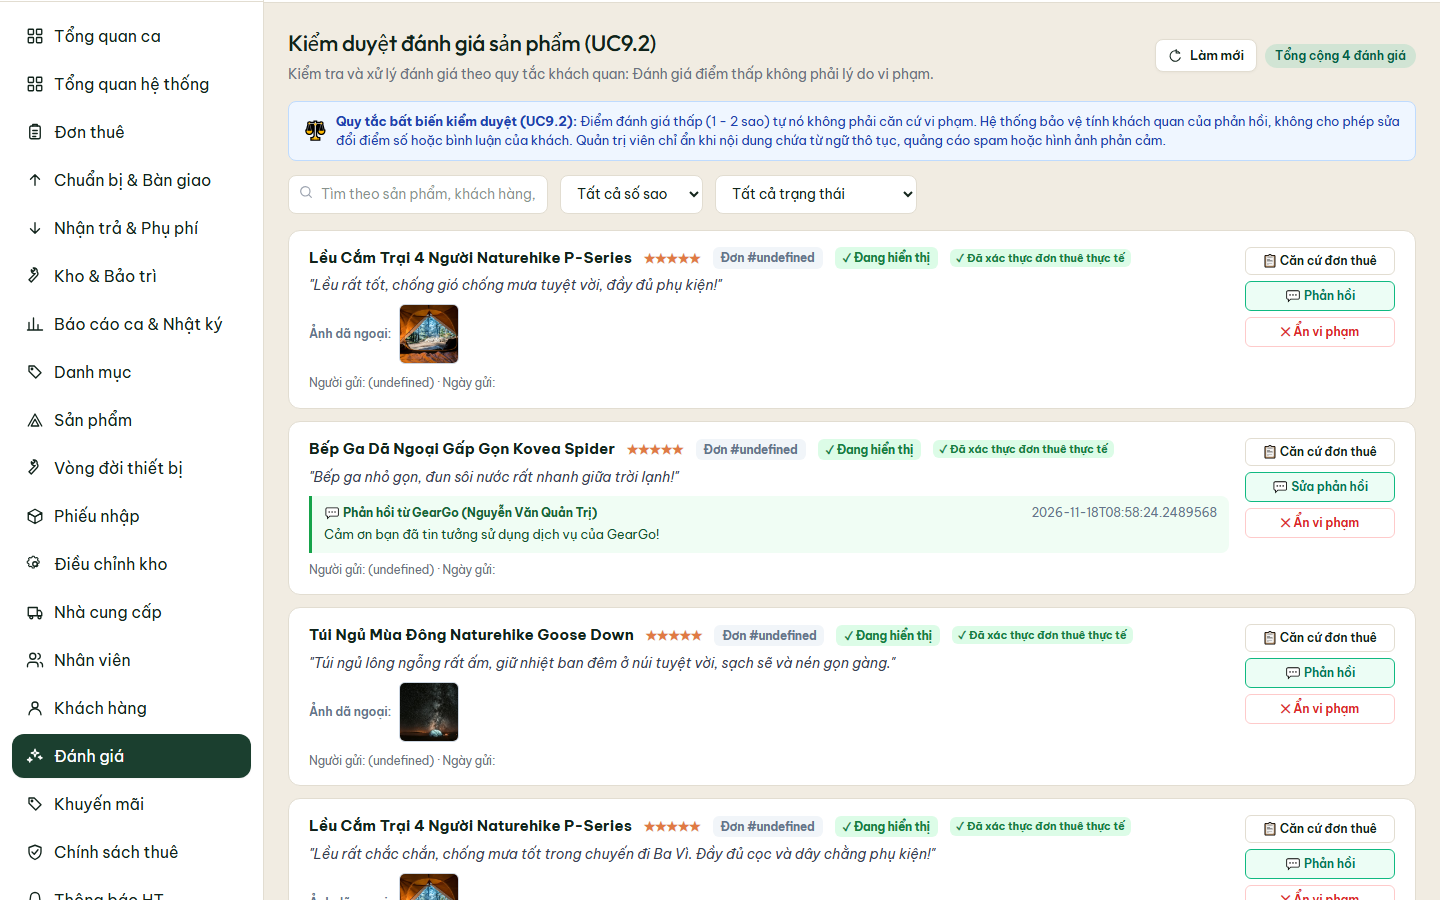 Tổng quan ca
Tổng quan hệ thống
Đơn thuê
Chuẩn bị & Bàn giao
Nhận trả & Phụ phí
Kho & Bảo trì
Báo cáo ca & Nhật ký
Danh mục
Sản phẩm
Vòng đời thiết bị
Phiếu nhập
Điều chỉnh kho
Nhà cung cấp
Nhân viên
Khách hàng
Đánh giá
Khuyến mãi
Chính sách thuê
Thông báo HT
Kiểm duyệt đánh giá sản phẩm (UC9.2)
Kiểm tra và xử lý đánh giá theo quy tắc khách quan: Đánh giá điểm thấp không phải lý do vi phạm.
Làm mới
Tổng cộng 4 đánh giá
Quy tắc bất biến kiểm duyệt (UC9.2): Điểm đánh giá thấp (1 - 2 sao) tự nó không phải căn cứ vi phạm. Hệ thống bảo vệ tính khách quan của phản hồi, không cho phép sửa
đổi điểm số hoặc bình luận của khách. Quản trị viên chỉ ẩn khi nội dung chứa từ ngữ thô tục, quảng cáo spam hoặc hình ảnh phản cảm.
Tìm theo sản phẩm, khách hàng,
Tất cả số sao
Tất cả trạng thái
Lều Cắm Trại 4 Người Naturehike P-Series ★★★★★ Đơn #undefined ✓ Đang hiển thị ✓ Đã xác thực đơn thuê thực tế
"Lều rất tốt, chống gió chống mưa tuyệt vời, đầy đủ phụ kiện!"
Ảnh dã ngoại:
Người gửi: (undefined) · Ngày gửi:
Căn cứ đơn thuê
Phản hồi
✕ Ẩn vi phạm
Bếp Ga Dã Ngoại Gấp Gọn Kovea Spider ★★★★★ Đơn #undefined ✓ Đang hiển thị ✓ Đã xác thực đơn thuê thực tế
"Bếp ga nhỏ gọn, đun sôi nước rất nhanh giữa trời lạnh!"
Phản hồi từ GearGo (Nguyễn Văn Quản Trị) 2026-11-18T08:58:24.2489568
Cảm ơn bạn đã tin tưởng sử dụng dịch vụ của GearGo!
Người gửi: (undefined) · Ngày gửi:
Căn cứ đơn thuê
Sửa phản hồi
✕ Ẩn vi phạm
Túi Ngủ Mùa Đông Naturehike Goose Down ★★★★★ Đơn #undefined ✓ Đang hiển thị ✓ Đã xác thực đơn thuê thực tế
"Túi ngủ lông ngỗng rất ấm, giữ nhiệt ban đêm ở núi tuyệt vời, sạch sẽ và nén gọn gàng."
Ảnh dã ngoại:
Người gửi: (undefined) · Ngày gửi:
Căn cứ đơn thuê
Phản hồi
✕ Ẩn vi phạm
Lều Cắm Trại 4 Người Naturehike P-Series ★★★★★ Đơn #undefined ✓ Đang hiển thị ✓ Đã xác thực đơn thuê thực tế
"Lều rất chắc chắn, chống mưa tốt trong chuyến đi Ba Vì. Đầy đủ cọc và dây chằng phụ kiện!"
Ảnh dã ngoại:
Căn cứ đơn thuê
Phản hồi
✕ Ẩn vi phạm